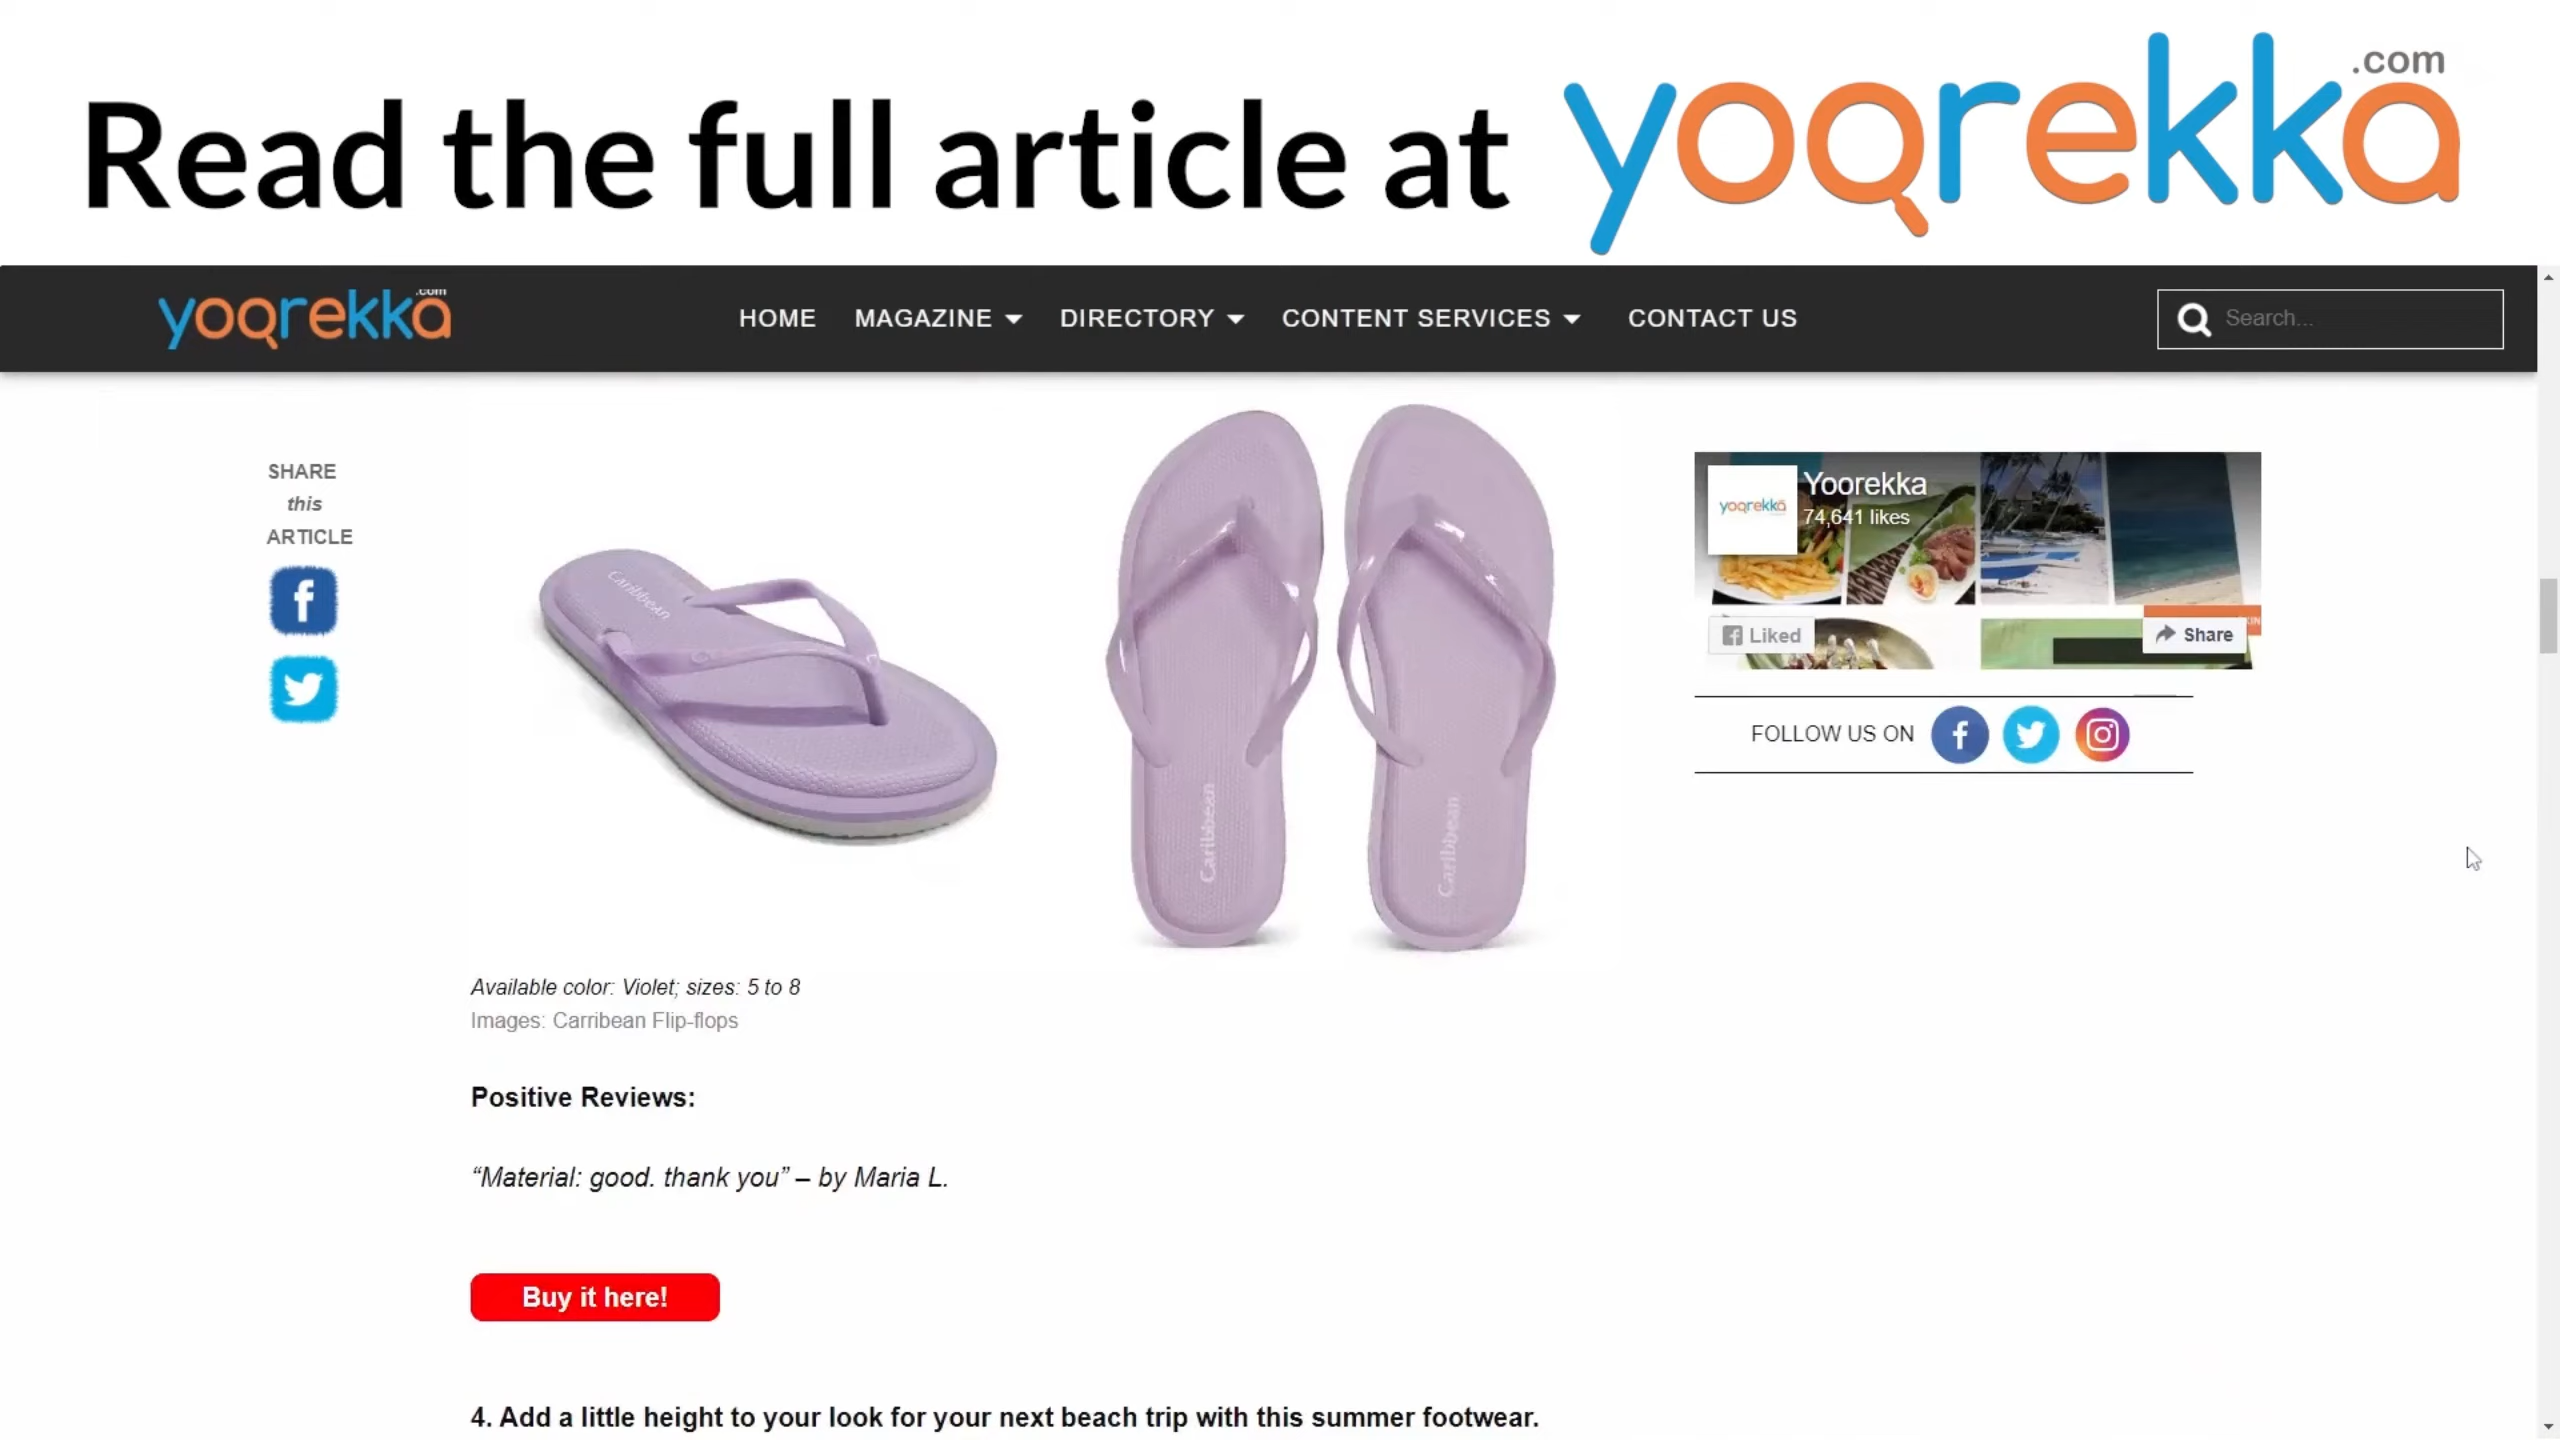 Read the full article at yoorekka.com
yoorekka.com
HOME MAGAZINE DIRECTORY CONTENT SERVICES CONTACT US
Search...
SHARE
this
ARTICLE
Caribbean
Caribbean
Caribbean
yoorekka
Yoorekka
74,641 likes
Liked
Share
FOLLOW US ON
Available color: Violet; sizes: 5 to 8
Images: Carribean Flip-flops
Positive Reviews:
“Material: good. thank you” – by Maria L.
Buy it here!
4. Add a little height to your look for your next beach trip with this summer footwear.